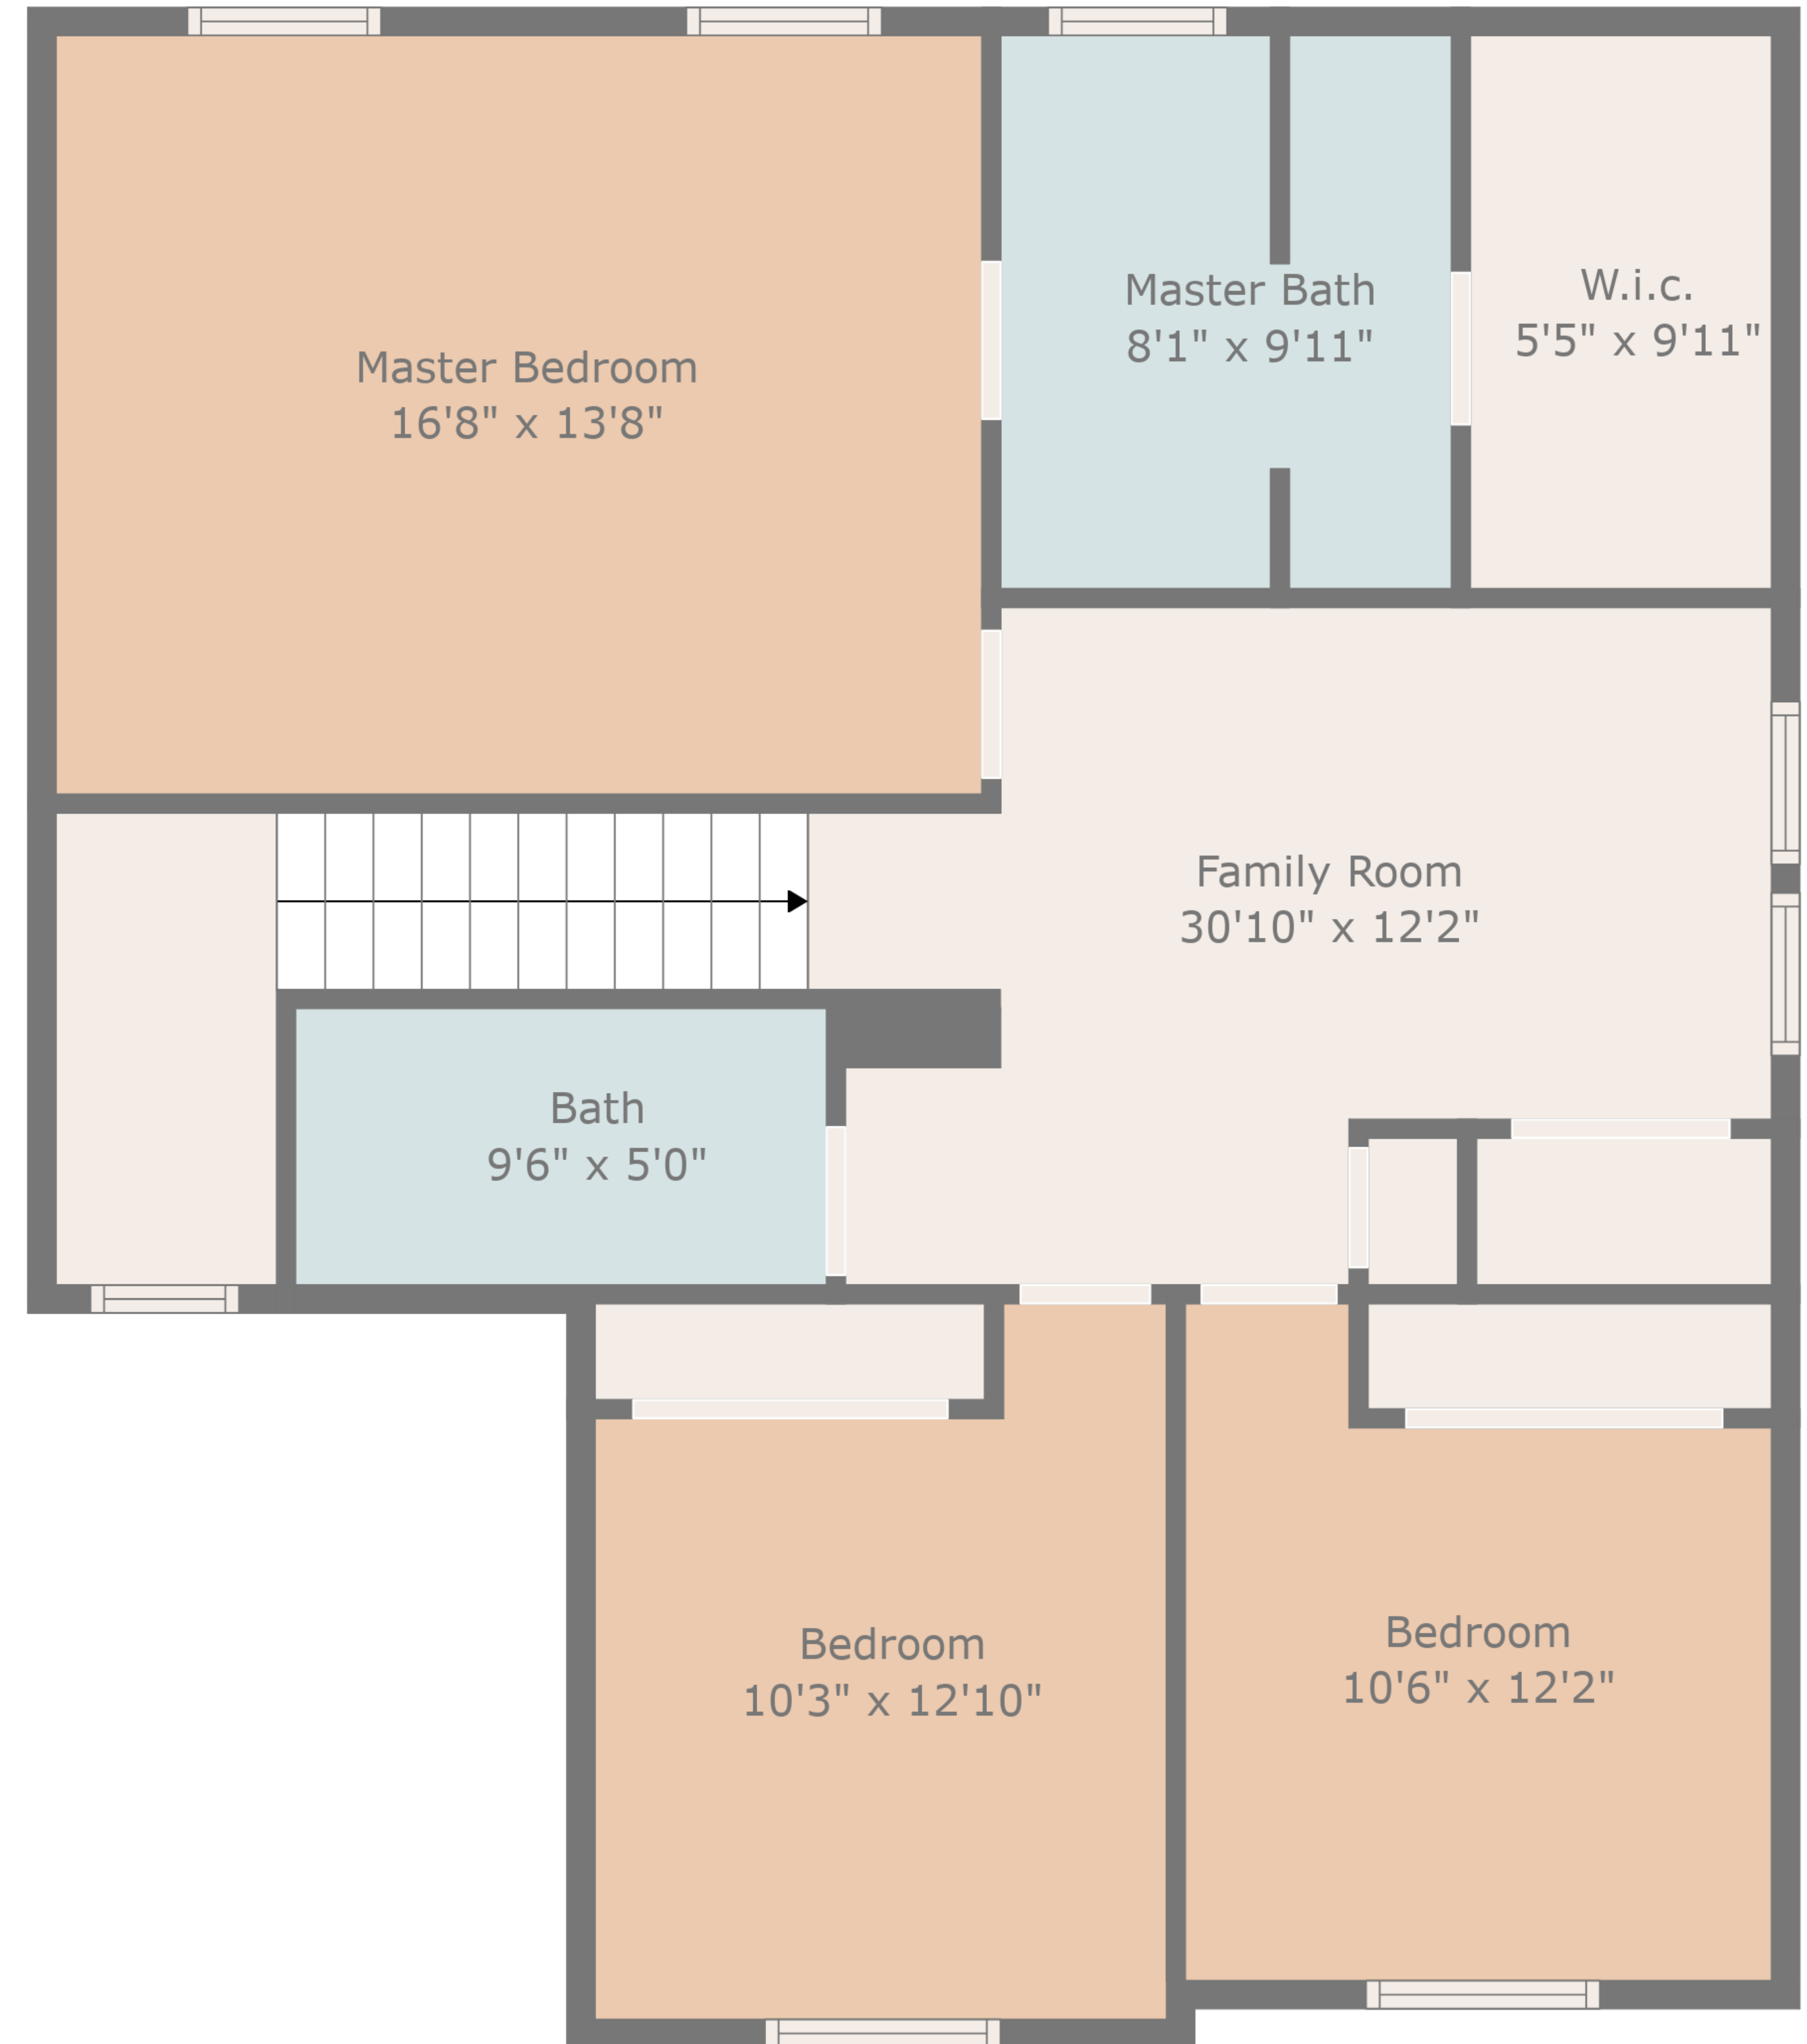 Master Bedroom
16'8" x 13'8"
Master Bath
8'1" x 9'11"
W.i.c.
5'5" x 9'11"
Family Room
30'10" x 12'2"
Bath
9'6" x 5'0"
Bedroom
10'3" x 12'10"
Bedroom
10'6" x 12'2"